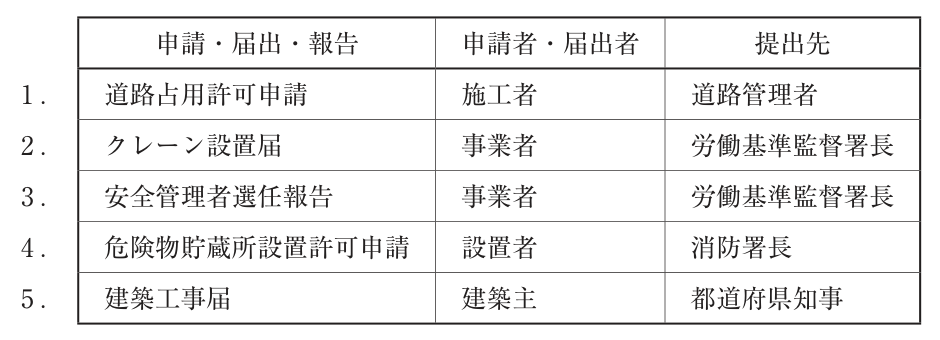 申請・届出・報告 申請者・届出者 提出先
1. 道路占用許可申請 施工者 道路管理者
2. クレーン設置届 事業者 労働基準監督署長
3. 安全管理者選任報告 事業者 労働基準監督署長
4. 危険物貯蔵所設置許可申請 設置者 消防署長
5. 建築工事届 建築主 都道府県知事